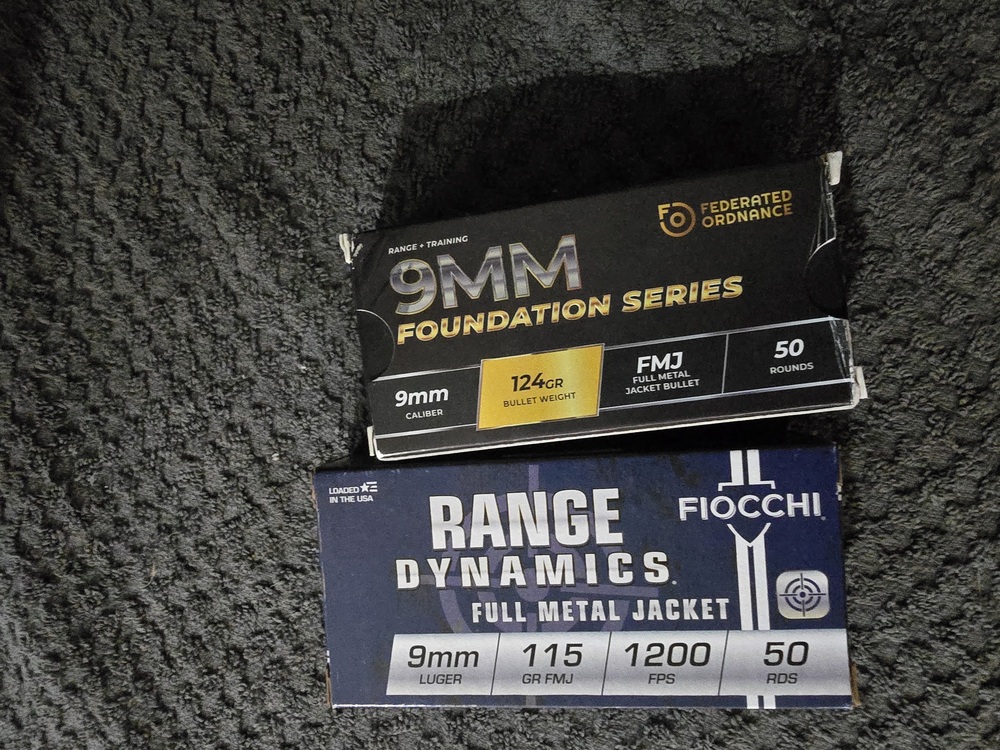 RANGE + TRAINING
9MM
FOUNDATION SERIES
FO FEDERATED
ORDNANCE
9mm
CALIBER
124GR
BULLET WEIGHT
FMJ
FULL METAL
JACKET BULLET
50
ROUNDS
LOADED
IN THE USA
RANGE
DYNAMICS.
FULL METAL JACKET
FIOCCHI
9mm
LUGER
115
GR FMJ
1200
FPS
50
RDS